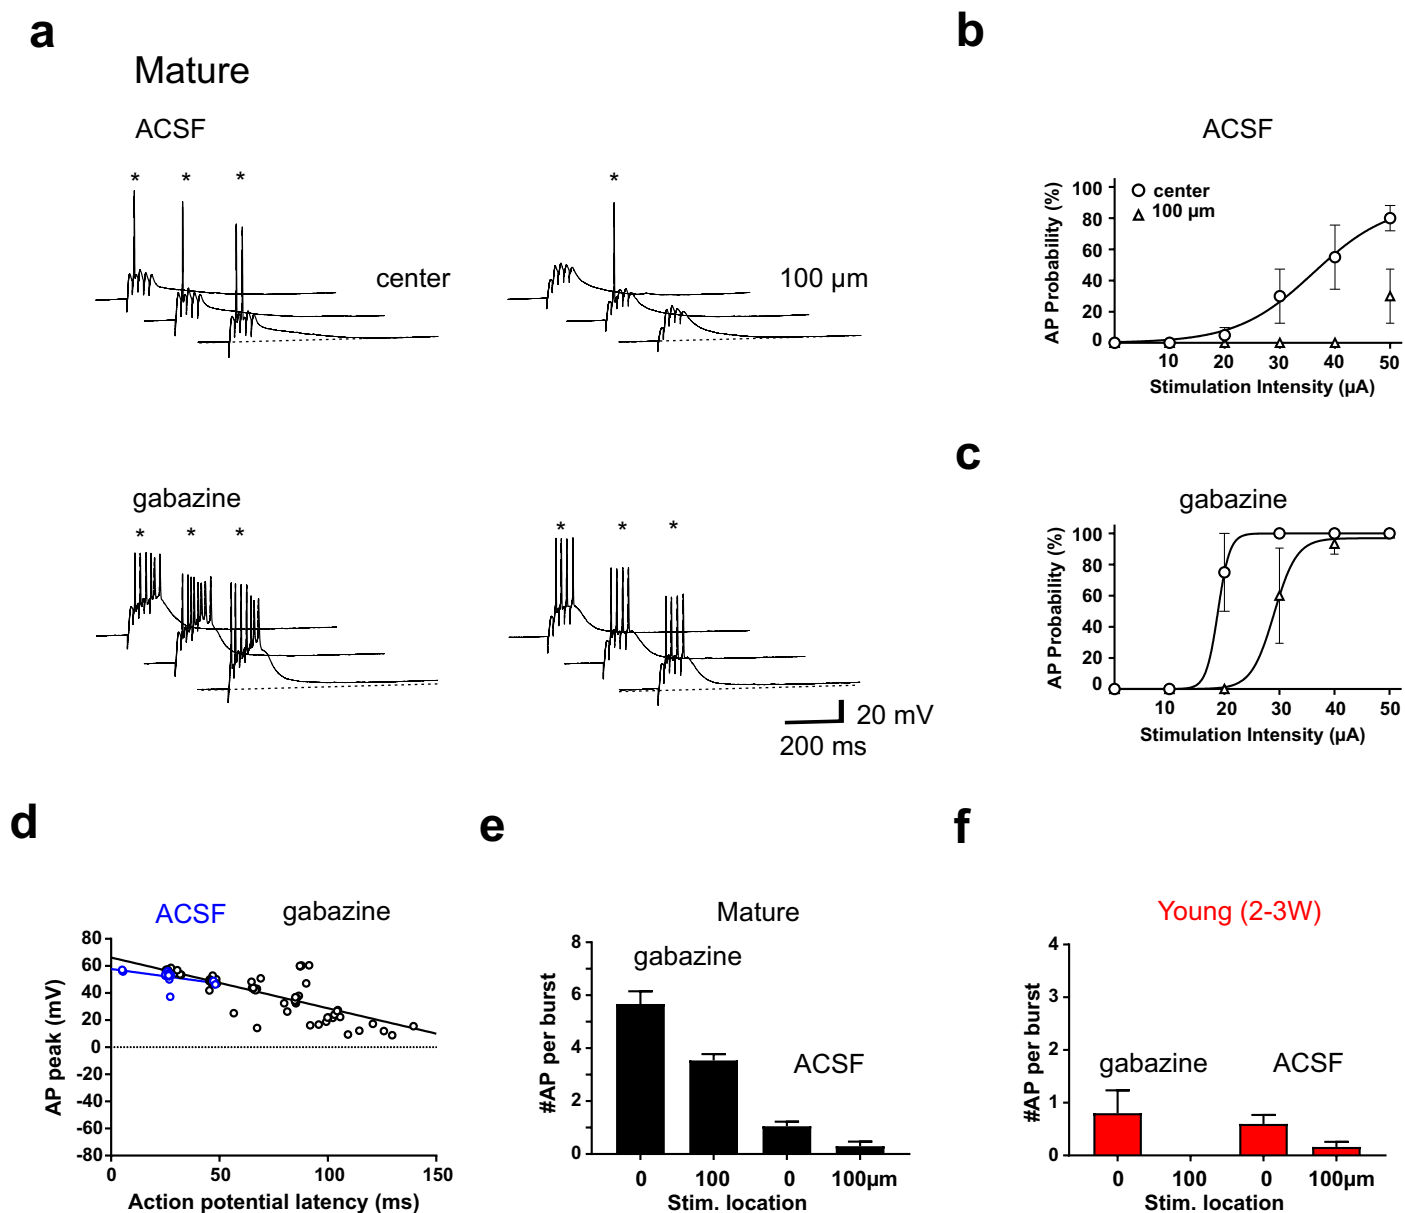 a
Mature
ACSF
* * *
*
center
100 µm
gabazine
* * *
* * *
20 mV
200 ms
b
ACSF
AP Probability (%)
100
80
60
40
20
0
center
100 µm
10 20 30 40 50
Stimulation Intensity (µA)
c
gabazine
AP Probability (%)
100
80
60
40
20
0
10 20 30 40 50
Stimulation Intensity (µA)
d
ACSF
gabazine
AP peak (mV)
80
60
40
20
0
-20
-40
-60
-80
0 50 100 150
Action potential latency (ms)
e
Mature
gabazine
ACSF
#AP per burst
8
6
4
2
0
0 100 0 100µm
Stim. location
f
Young (2-3W)
gabazine
ACSF
#AP per burst
4
3
2
1
0
0 100 0 100µm
Stim. location